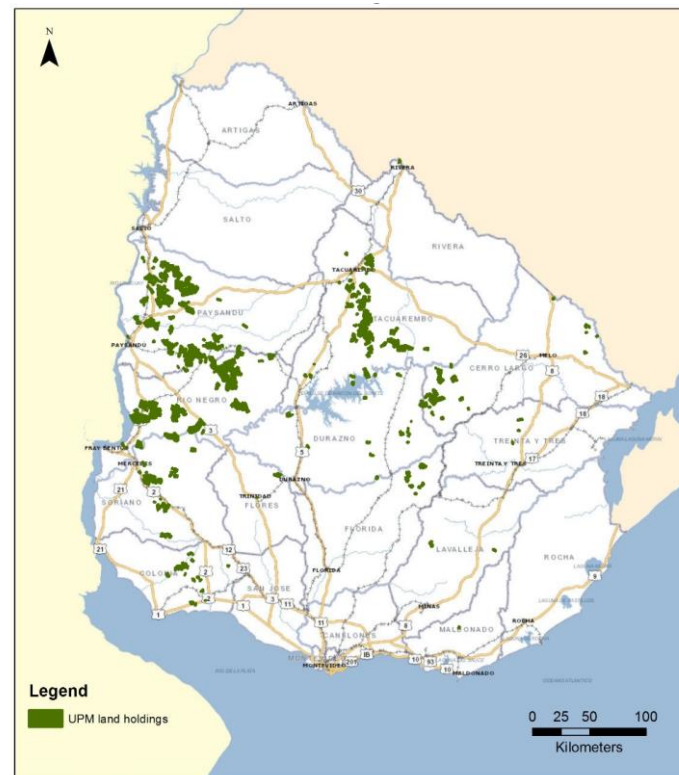 N
ARTIGAS
ARTIGAS
RIVERA
30
SALTO
SALTO
RIVERA
TACUAREMBO
PAYSANDU
TACUAREMBO
PAYSANDU
26
MELO
CERRO LARGO
8
RIO NEGRO
18
18
3
DURAZNO
TREINTA Y TRES
FRAY BENTOS
5
17
MERCEDES
TREINTA Y TRES
21
2
DURAZNO
SORIANO
TRINIDAD
FLORES
FLORIDA
21
12
LAVALLEJA
ROCHA
COLONIA
2
23
FLORIDA
9
SAN JOSE
2
3
11
MINAS
1
1
11
8
ROCHA
CANELONES
MALDONADO
MONTEVIDEO
IB
10
93
MONTEVIDEO
10
MALDONADO
Legend
UPM land holdings
0 25 50 100
Kilometers